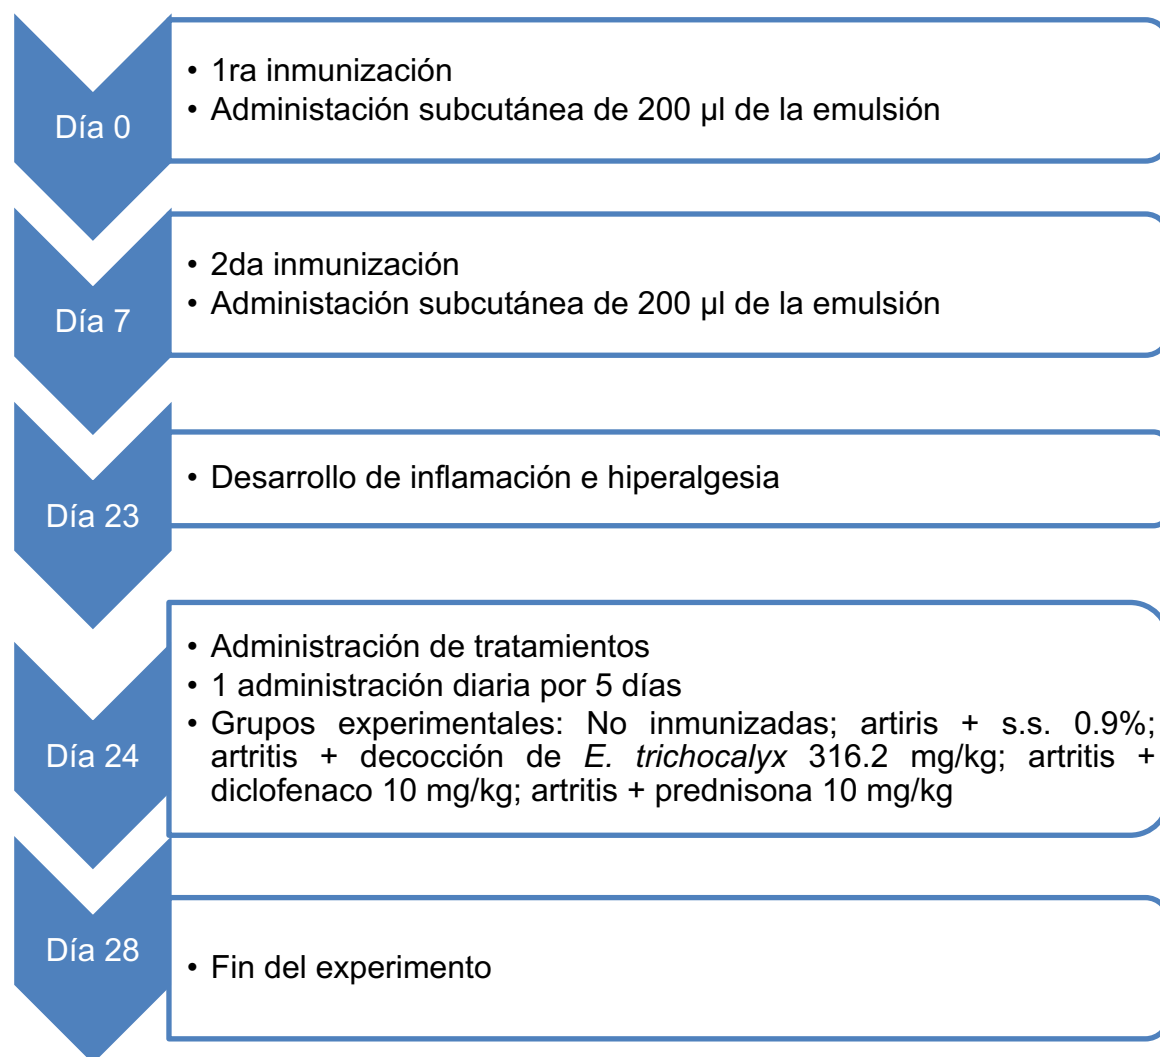 Día 0
• 1ra inmunización
• Administación subcutánea de 200 µl de la emulsión
Día 7
• 2da inmunización
• Administación subcutánea de 200 µl de la emulsión
Día 23
• Desarrollo de inflamación e hiperalgesia
Día 24
• Administración de tratamientos
• 1 administración diaria por 5 días
• Grupos experimentales: No inmunizadas; artiris + s.s. 0.9%;
artritis + decocción de E. trichocalyx 316.2 mg/kg; artritis +
diclofenaco 10 mg/kg; artritis + prednisona 10 mg/kg
Día 28
• Fin del experimento